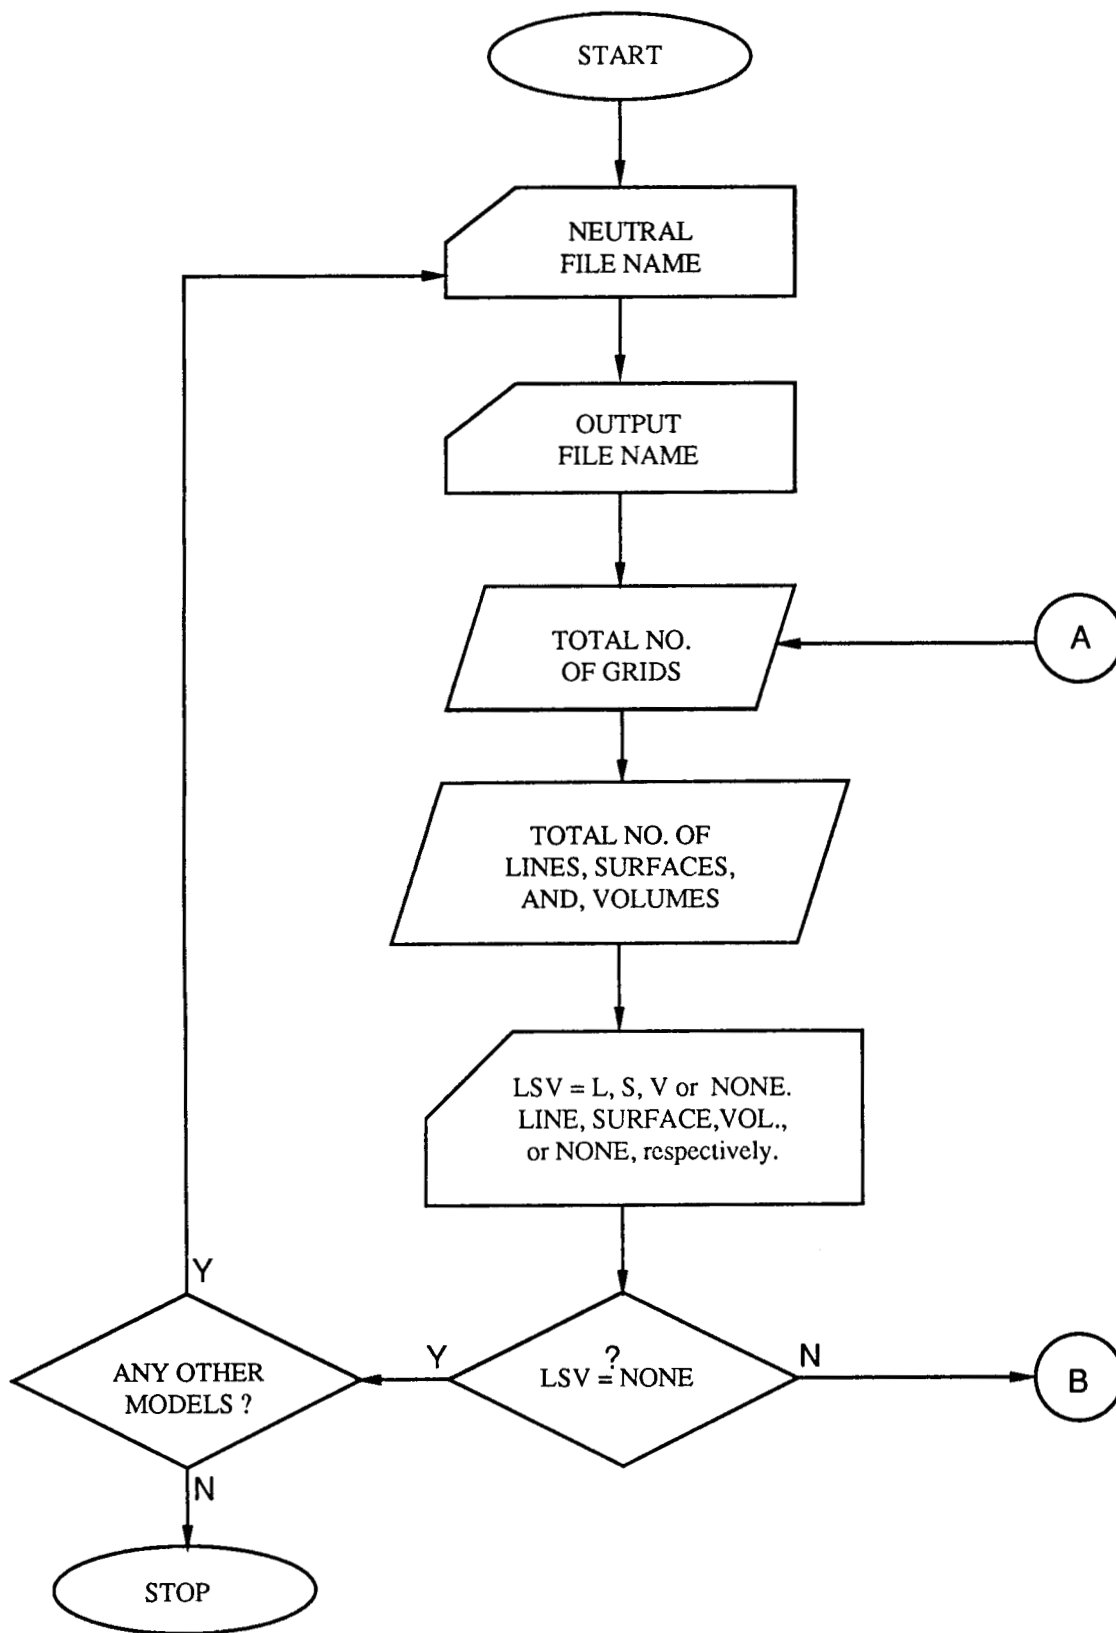 START
NEUTRAL
FILE NAME
OUTPUT
FILE NAME
TOTAL NO.
OF GRIDS
A
TOTAL NO. OF
LINES, SURFACES,
AND, VOLUMES
LSV = L, S, V or NONE.
LINE, SURFACE,VOL.,
or NONE, respectively.
Y
ANY OTHER
MODELS ?
Y
?
LSV = NONE
N
B
N
STOP